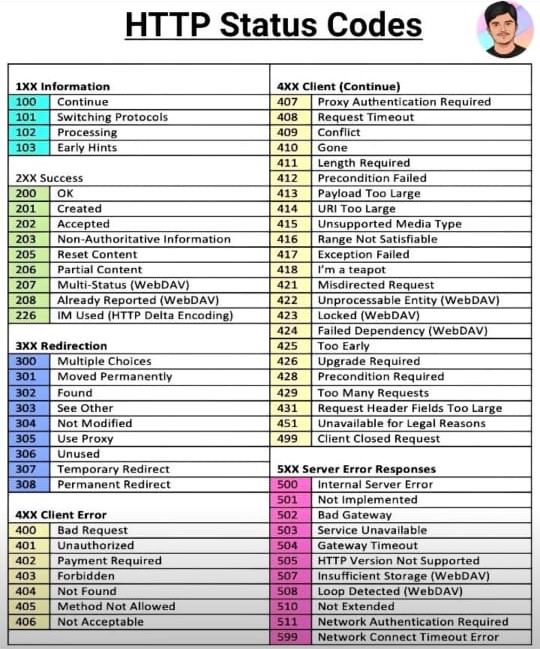 HTTP Status Codes
1XX Information
100 Continue
101 Switching Protocols
102 Processing
103 Early Hints
2XX Success
200 OK
201 Created
202 Accepted
203 Non-Authoritative Information
205 Reset Content
206 Partial Content
207 Multi-Status (WebDAV)
208 Already Reported (WebDAV)
226 IM Used (HTTP Delta Encoding)
3XX Redirection
300 Multiple Choices
301 Moved Permanently
302 Found
303 See Other
304 Not Modified
305 Use Proxy
306 Unused
307 Temporary Redirect
308 Permanent Redirect
4XX Client Error
400 Bad Request
401 Unauthorized
402 Payment Required
403 Forbidden
404 Not Found
405 Method Not Allowed
406 Not Acceptable
4XX Client (Continue)
407 Proxy Authentication Required
408 Request Timeout
409 Conflict
410 Gone
411 Length Required
412 Precondition Failed
413 Payload Too Large
414 URI Too Large
415 Unsupported Media Type
416 Range Not Satisfiable
417 Exception Failed
418 I'm a teapot
421 Misdirected Request
422 Unprocessable Entity (WebDAV)
423 Locked (WebDAV)
424 Failed Dependency (WebDAV)
425 Too Early
426 Upgrade Required
428 Precondition Required
429 Too Many Requests
431 Request Header Fields Too Large
451 Unavailable for Legal Reasons
499 Client Closed Request
5XX Server Error Responses
500 Internal Server Error
501 Not Implemented
502 Bad Gateway
503 Service Unavailable
504 Gateway Timeout
505 HTTP Version Not Supported
507 Insufficient Storage (WebDAV)
508 Loop Detected (WebDAV)
510 Not Extended
511 Network Authentication Required
599 Network Connect Timeout Error